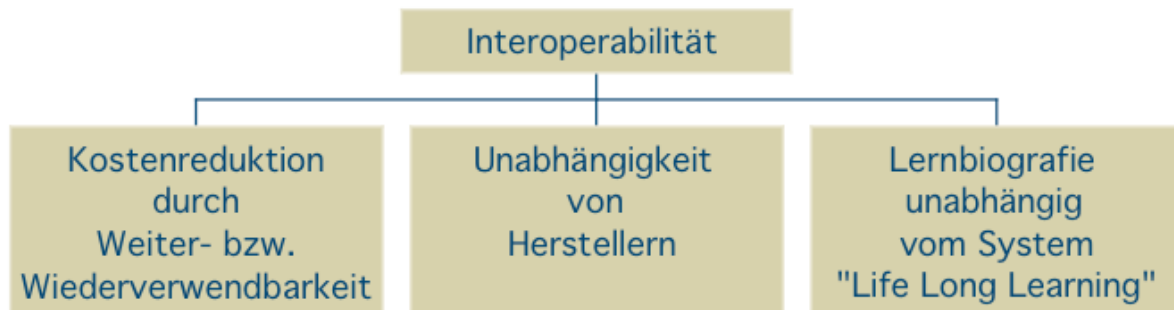 Interoperabilität
Kostenreduktion
durch
Weiter- bzw.
Wiederverwendbarkeit
Unabhängigkeit
von
Herstellern
Lernbiografie
unabhängig
vom System
"Life Long Learning"